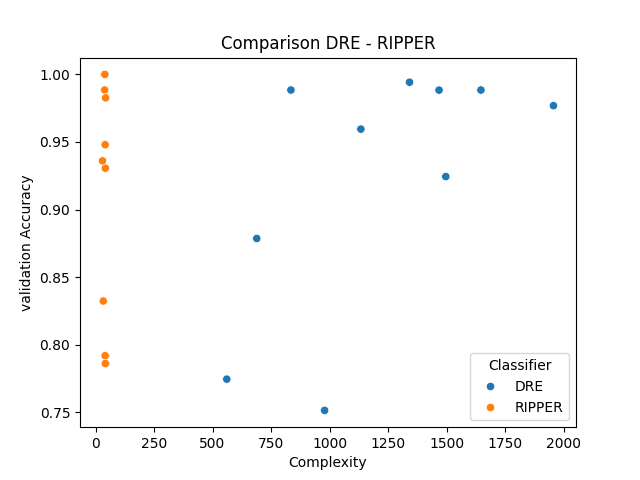 Comparison DRE - RIPPER
1.00
0.95
0.90
0.85
0.80
0.75
validation Accuracy
0
250
500
750
1000
1250
1500
1750
2000
Complexity
Classifier
DRE
RIPPER